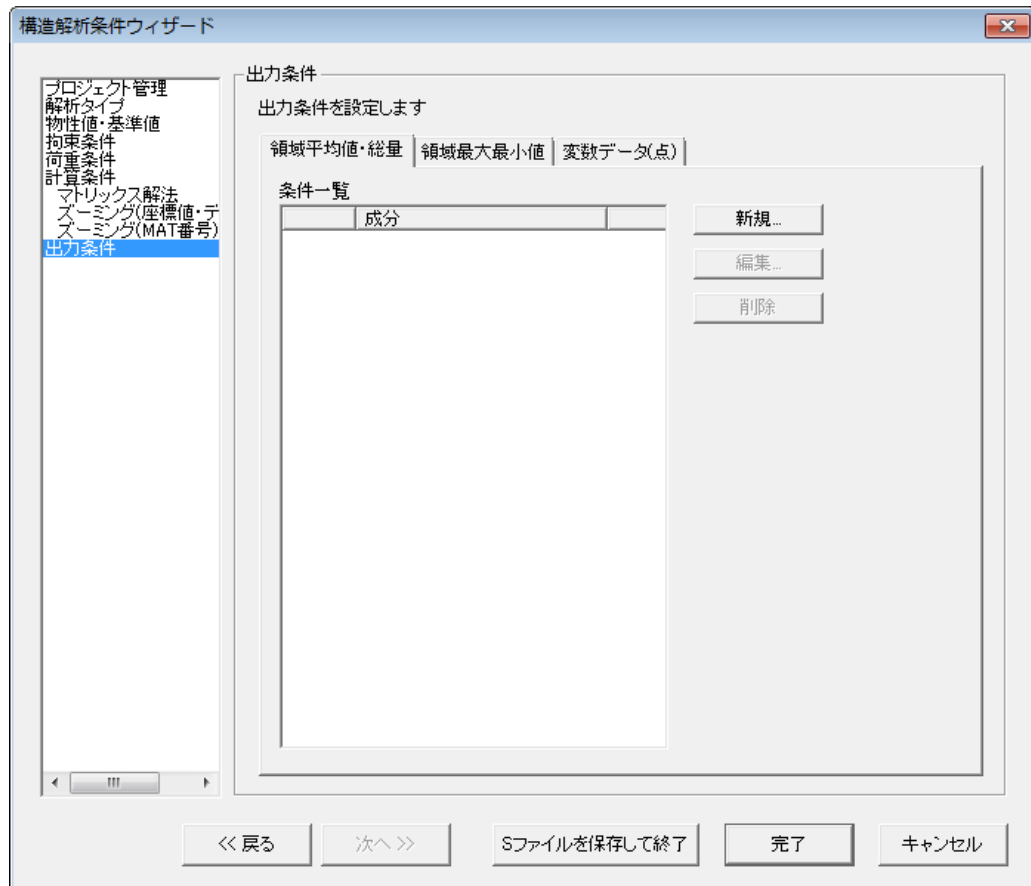 構造解析条件ウィザード
プロジェクト管理
解析タイプ
物性値・基準値
拘束条件
荷重条件
計算条件
マトリックス解法
ズーミング(座標値・デ
ズーミング(MAT番号)
出力条件
出力条件
出力条件を設定します
領域平均値・総量 領域最大最小値 変数データ(点)
条件一覧
成分
新規...
編集...
削除
<< 戻る 次へ >> Sファイルを保存して終了 完了 キャンセル